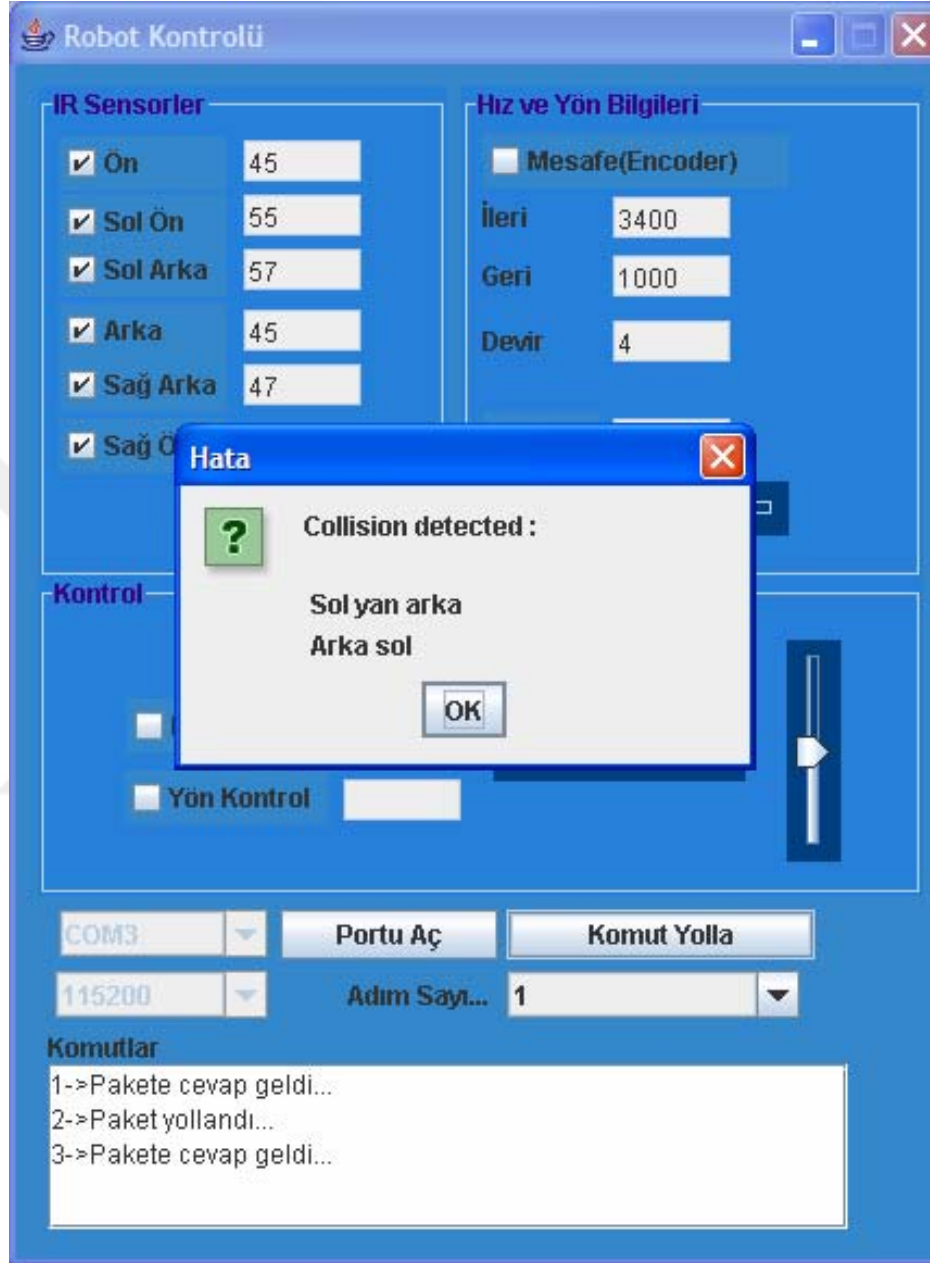 Robot Kontrolü
IR Sensorler
Ön 45
Sol Ön 55
Sol Arka 57
Arka 45
Sağ Arka 47
Sağ
Hız ve Yön Bilgileri
Mesafe(Encoder)
İleri 3400
Geri 1000
Devir 4
Hata
Collision detected :
Sol yan arka
Arka sol
OK
Kontrol
Yön Kontrol
COM3
Portu Aç
Komut Yolla
115200
Adım Sayı...
1
Komutlar
1->Pakete cevap geldi...
2->Paket yollandı...
3->Pakete cevap geldi...